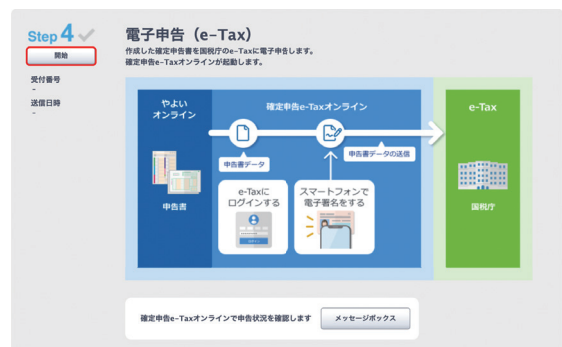 Step 4
開始
受付番号
-
送信日時
-
電子申告（e-Tax）
作成した確定申告書を国税庁のe-Taxに電子申告します。
確定申告e-Taxオンラインが起動します。
やよい
オンライン
確定申告e-Taxオンライン
e-Tax
申告書データ
申告書データの送信
申告書
e-Taxに
ログインする
スマートフォンで
電子署名をする
国税庁
確定申告e-Taxオンラインで申告状況を確認します
メッセージボックス